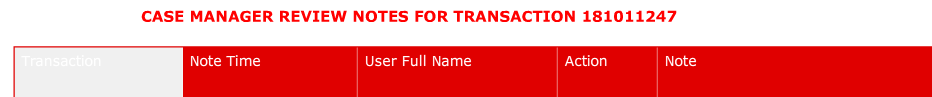 CASE MANAGER REVIEW NOTES FOR TRANSACTION 181011247
Transaction Note Time User Full Name Action Note